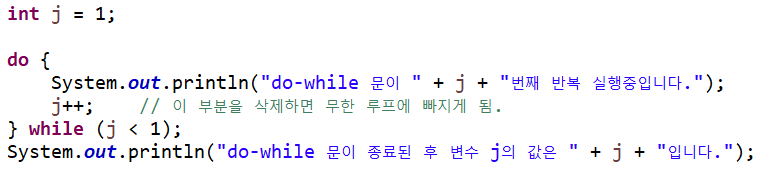 int j = 1;
do {
System.out.println("do-while 문이 " + j + "번째 반복 실행중입니다.");
j++; // 이 부분을 삭제하면 무한 루프에 빠지게 됨.
} while (j < 1);
System.out.println("do-while 문이 종료된 후 변수 j의 값은 " + j + "입니다.");